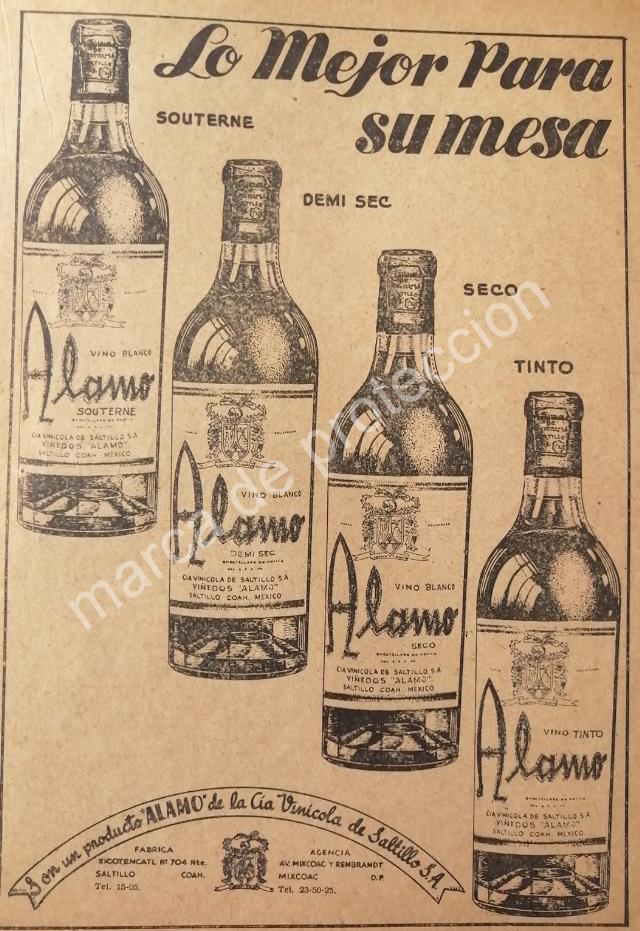 Lo Mejor Para
su mesa
SOUTERNE
DEMI SEC
SECO
TINTO
VINO BLANCO
Alamo
SOUTERNE
CIA VINICOLA DE SALTILLO S.A
VIÑEDOS "ALAMO"
SALTILLO COAH. MEXICO
VINO BLANCO
Alamo
DEMI SEC
CIA VINICOLA DE SALTILLO S.A
VIÑEDOS "ALAMO"
SALTILLO COAH. MEXICO
VINO BLANCO
Alamo
SECO
CIA VINICOLA DE SALTILLO S.A
VIÑEDOS "ALAMO"
SALTILLO COAH. MEXICO
VINO TINTO
Alamo
CIA VINICOLA DE SALTILLO S.A
VIÑEDOS "ALAMO"
SALTILLO COAH. MEXICO
Son un producto "ALAMO" de la Cia Vinícola de Saltillo S.A.
FABRICA
XICOTENCATL Nº 704 Nte.
SALTILLO COAH.
Tel. 15-05.
AGENCIA
AV. MIXCOAC Y REMBRANDT
MIXCOAC D.F.
Tel. 23-50-25.
marca de proteccion